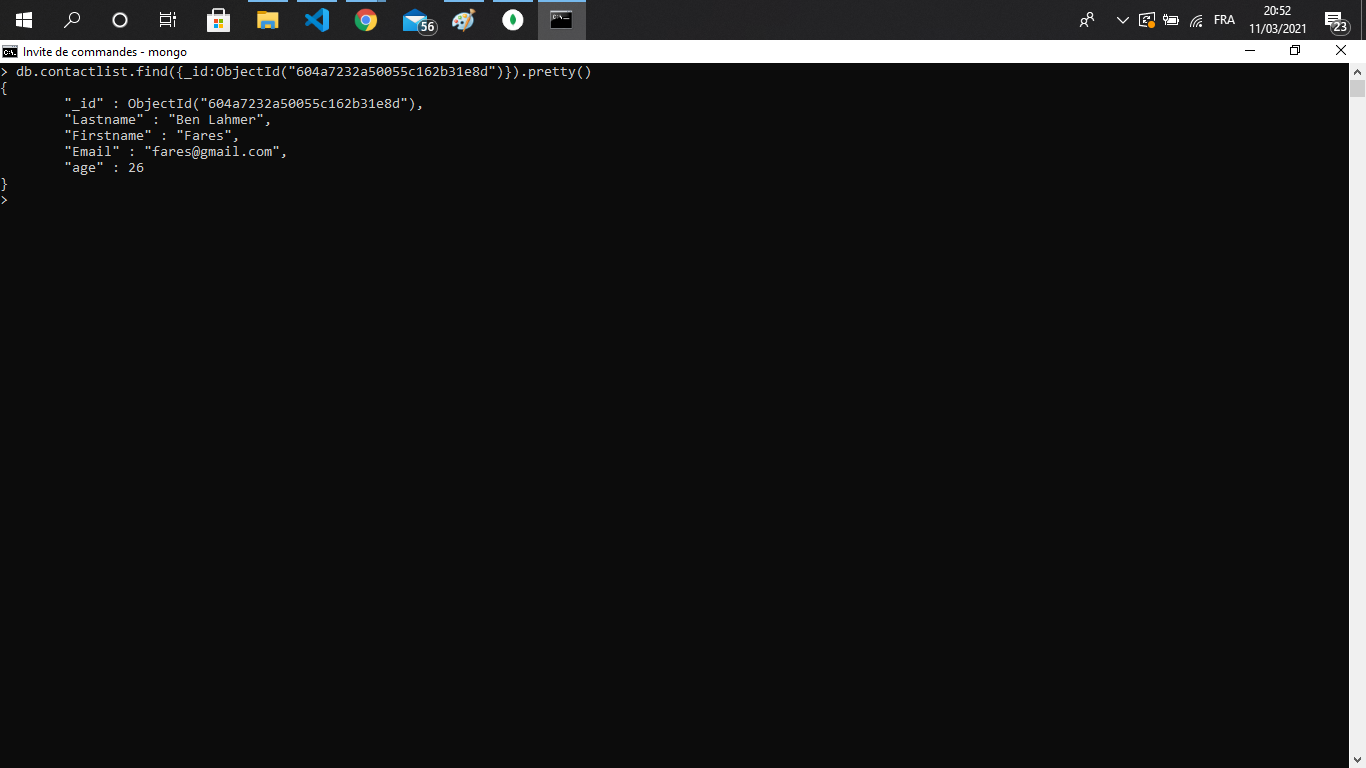 56
FRA
20:52
11/03/2021
23
Invite de commandes - mongo
> db.contactlist.find({_id:ObjectId("604a7232a50055c162b31e8d")}).pretty()
{
"_id" : ObjectId("604a7232a50055c162b31e8d"),
"Lastname" : "Ben Lahmer",
"Firstname" : "Fares",
"Email" : "fares@gmail.com",
"age" : 26
}
>